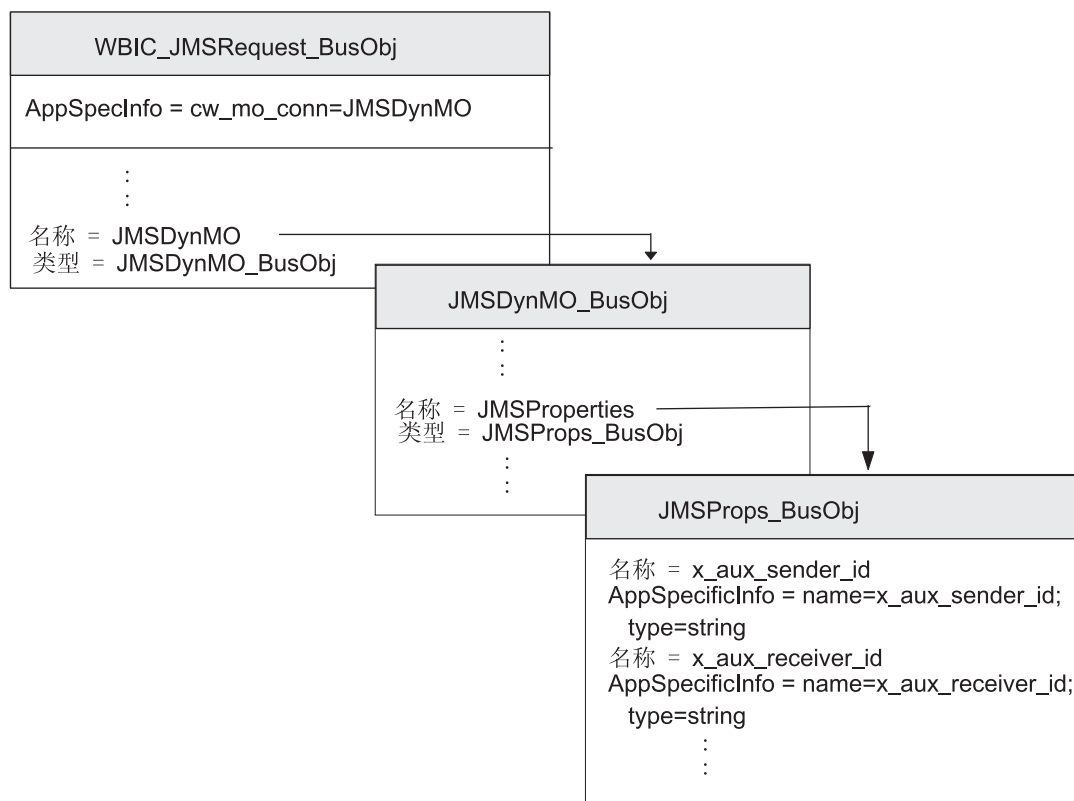 WBIC_JMSRequest_BusObj
AppSpecInfo = cw_mo_conn=JMSDynMO
名称 = JMSDynMO
类型 = JMSDynMO_BusObj
JMSDynMO_BusObj
名称 = JMSProperties
类型 = JMSProps_BusObj
JMSProps_BusObj
名称 = x_aux_sender_id
AppSpecificInfo = name=x_aux_sender_id;
type=string
名称 = x_aux_receiver_id
AppSpecificInfo = name=x_aux_receiver_id;
type=string